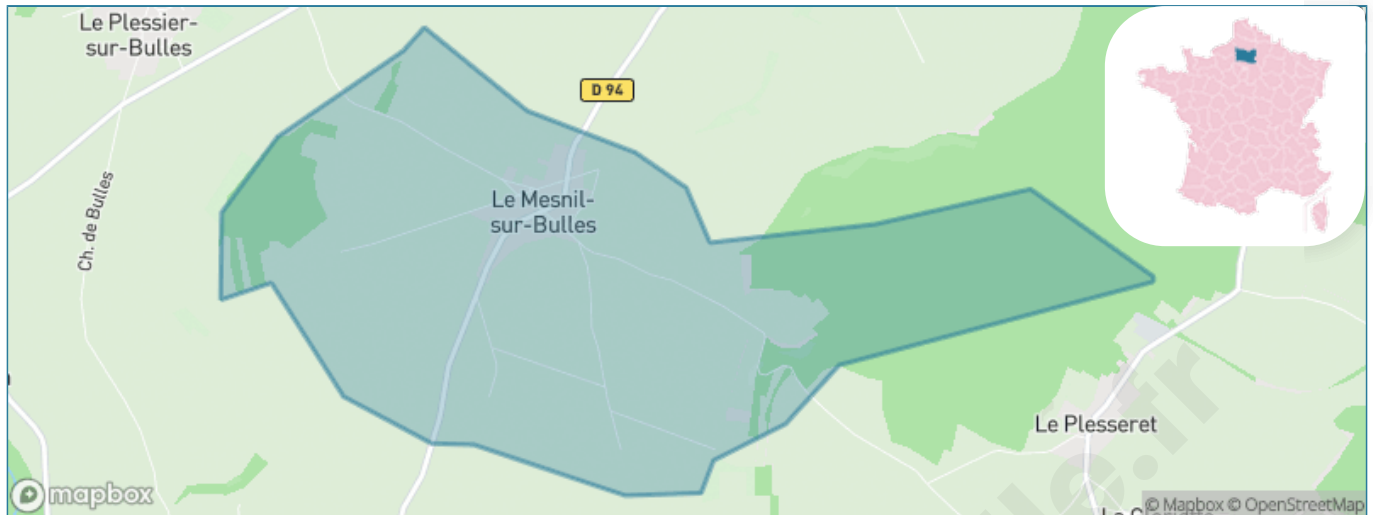 Le Plessier-
sur-Bulles
D 94
Ch. de Bulles
Le Mesnil-
sur-Bulles
Le Plesseret
mapbox
© Mapbox © OpenStreetMap